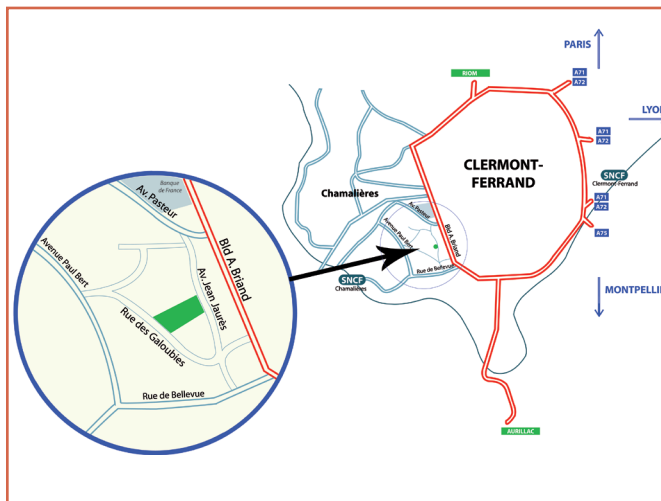 PARIS
A71
A72
RIOM
LYON
A71
A72
CLERMONT-
FERRAND
SNCF
Clermont-Ferrand
Chamalières
A71
A72
A75
Av. Pasteur
Bld A. Briand
Avenue Paul Bert
Rue de Bellevue
SNCF
Chamalières
MONTPELLIER
AURILLAC
Banque
de France
Av. Pasteur
Bld A. Briand
Avenue Paul Bert
Av. Jean Jaurès
Rue des Galoubies
Rue de Bellevue